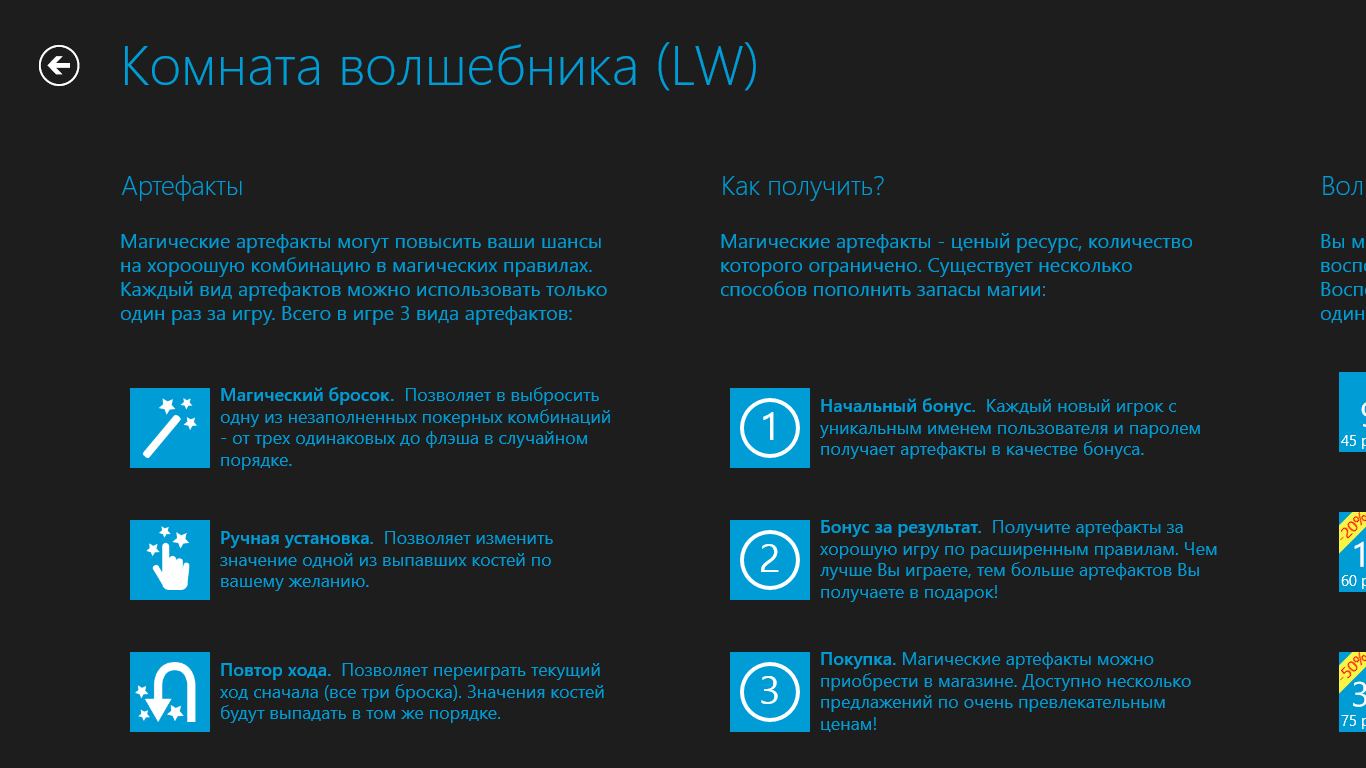 Комната волшебника (LW)
Артефакты
Магические артефакты могут повысить ваши шансы
на хороошую комбинацию в магических правилах.
Каждый вид артефактов можно использовать только
один раз за игру. Всего в игре 3 вида артефактов:
Магический бросок. Позволяет в выбросить
одну из незаполненных покерных комбинаций
- от трех одинаковых до флэша в случайном
порядке.
Ручная установка. Позволяет изменить
значение одной из выпавших костей по
вашему желанию.
Повтор хода. Позволяет переиграть текущий
ход сначала (все три броска). Значения костей
будут выпадать в том же порядке.
Как получить?
Магические артефакты - ценый ресурс, количество
которого ограничено. Существует несколько
способов пополнить запасы магии:
1
Начальный бонус. Каждый новый игрок с
уникальным именем пользователя и паролем
получает артефакты в качестве бонуса.
2
Бонус за результат. Получите артефакты за
хорошую игру по расширенным правилам. Чем
лучше Вы играете, тем больше артефактов Вы
получаете в подарок!
3
Покупка. Магические артефакты можно
приобрести в магазине. Доступно несколько
предлажений по очень превлекательным
ценам!
Вол
Вы м
восп
Восп
один
45 р
-20%
1
60 р
-50%
3
75 р